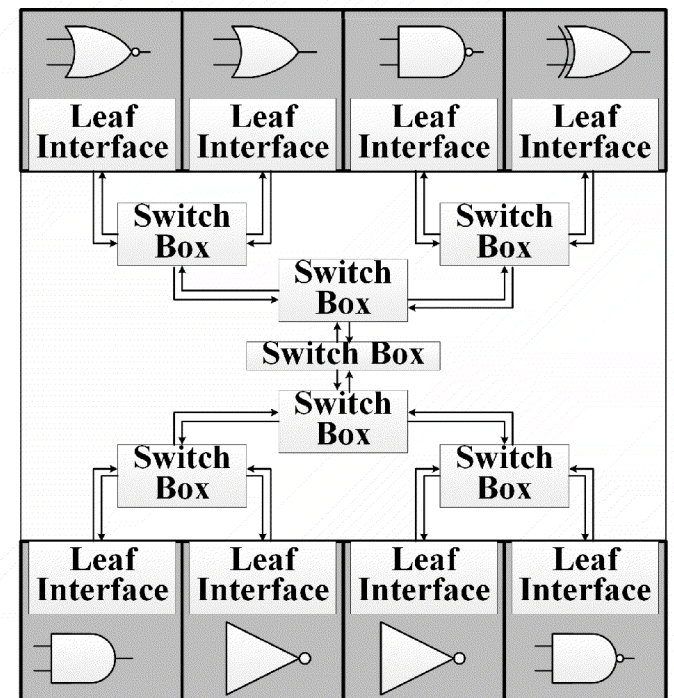 Leaf
Interface
Leaf
Interface
Leaf
Interface
Leaf
Interface
Switch
Box
Switch
Box
Switch
Box
Switch Box
Switch
Box
Switch
Box
Switch
Box
Leaf
Interface
Leaf
Interface
Leaf
Interface
Leaf
Interface